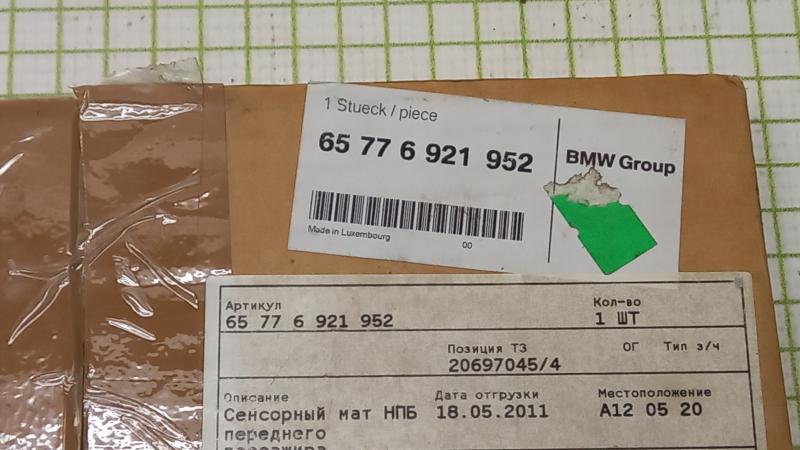 1 Stueck / piece
65 77 6 921 952
BMW Group
Made in Luxembourg
00
Артикул
Кол-во
65 77 6 921 952
1 ШТ
Позиция ТЗ
ОГ
Тип з/ч
20697045/4
Описание
Дата отгрузки
Местоположение
Сенсорный мат НПБ
18.05.2011
A12 05 20
переднего